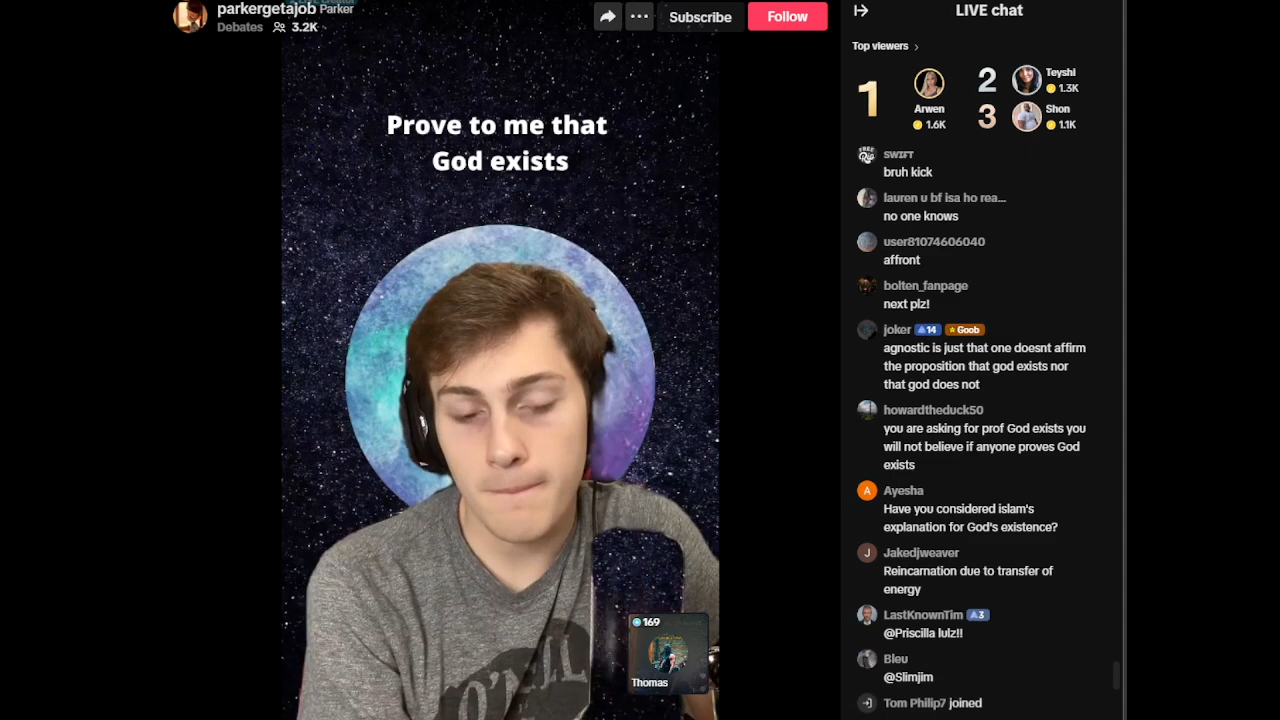 parkergetajob Parker
Debates 3.2K
Subscribe
Follow
Prove to me that
God exists
O'NEILL
169
Thomas
LIVE chat
Top viewers
1
Arwen
1.6K
2
Teyshi
1.3K
3
Shon
1.1K
SWIFT
bruh kick
lauren u bf isa ho rea...
no one knows
user81074606040
affront
bolten_fanpage
next plz!
joker 14 Goob
agnostic is just that one doesnt affirm
the proposition that god exists nor
that god does not
howardtheduck50
you are asking for prof God exists you
will not believe if anyone proves God
exists
A Ayesha
Have you considered islam's
explanation for God's existence?
J Jakedjweaver
Reincarnation due to transfer of
energy
LastKnownTim 3
@Priscilla lulz!!
Bleu
@Slimjim
Tom Philip7 joined